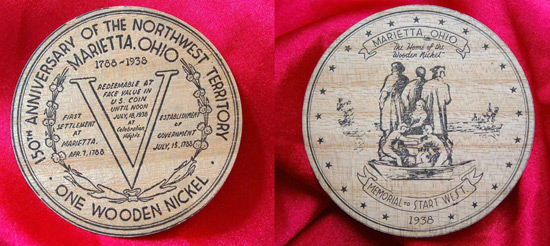 150TH ANNIVERSARY OF THE NORTHWEST TERRITORY
MARIETTA, OHIO
1788-1938
REDEEMABLE AT
FACE VALUE IN
U.S. COIN
UNTIL NOON
JULY, 18, 1938
AT
Celebration
Hdqts
FIRST
SETTLEMENT
AT
MARIETTA.
APR. 7, 1788
ESTABLISHMENT
OF
GOVERNMENT
JULY, 15, 1788
· ONE WOODEN NICKEL ·
MARIETTA, OHIO
"The Home of the
Wooden Nickel"
MEMORIAL TO START WEST.
1938